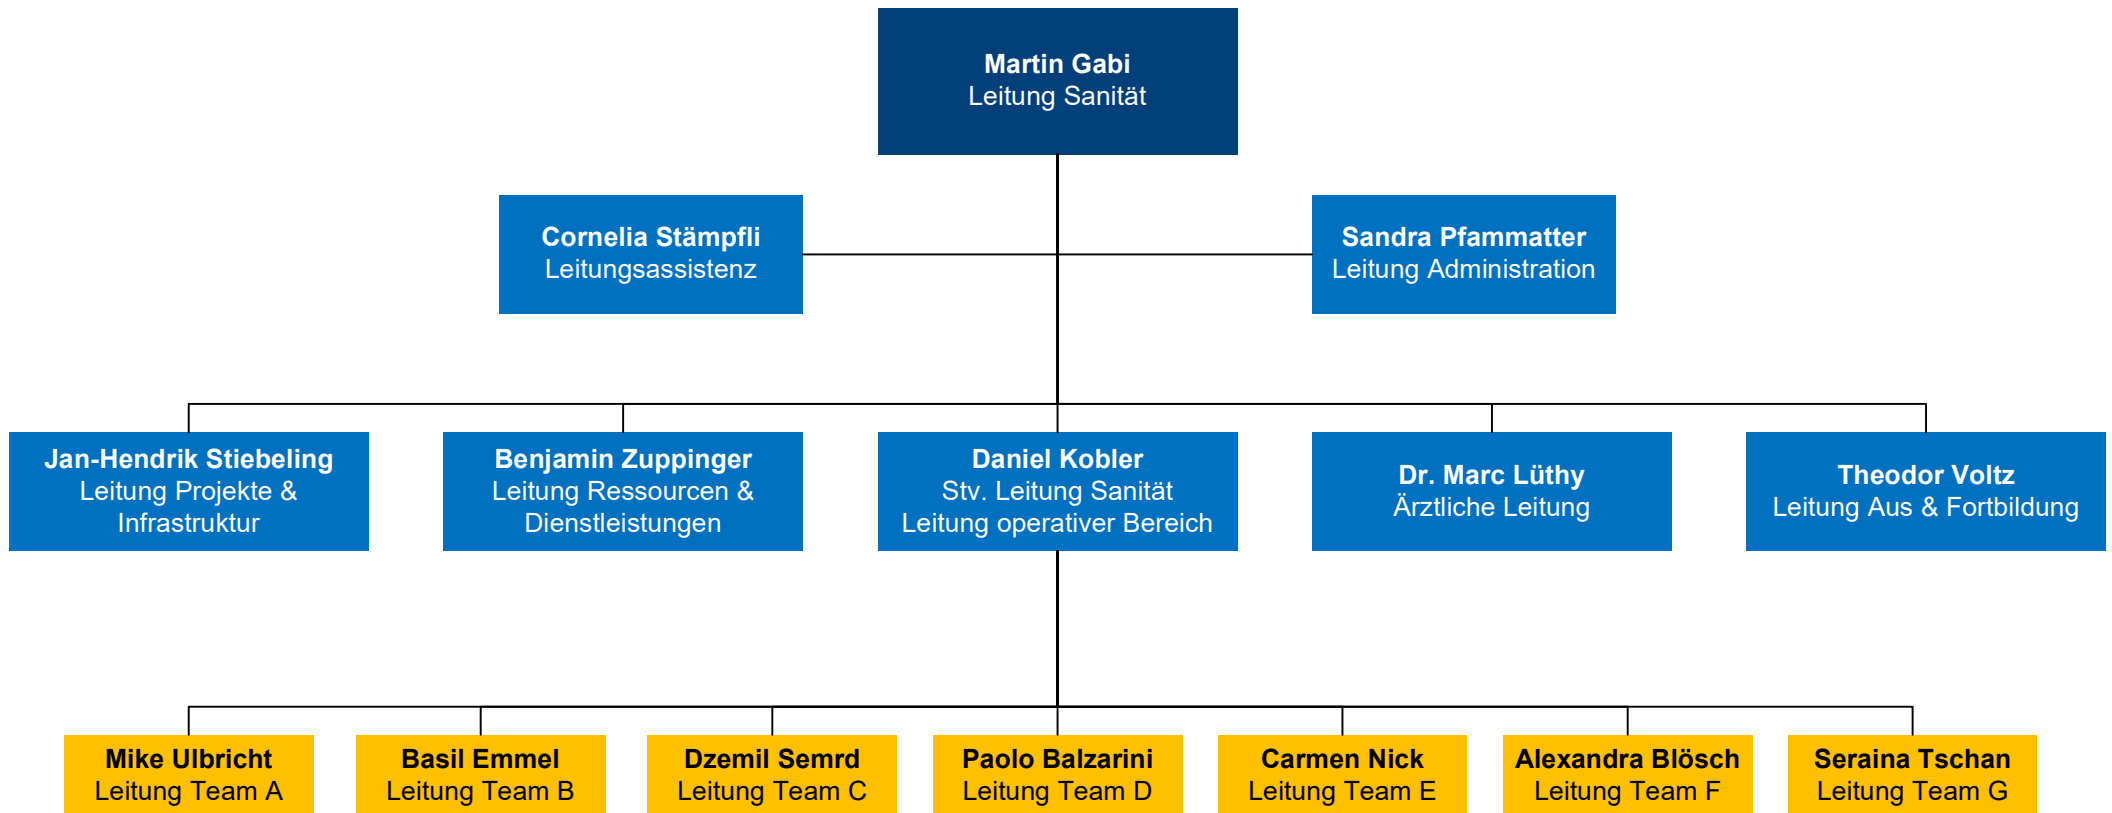 Martin Gabi
Leitung Sanität
Cornelia Stämpfli
Leitungsassistenz
Sandra Pfammatter
Leitung Administration
Jan-Hendrik Stiebeling
Leitung Projekte &
Infrastruktur
Benjamin Zuppinger
Leitung Ressourcen &
Dienstleistungen
Daniel Kobler
Stv. Leitung Sanität
Leitung operativer Bereich
Dr. Marc Lüthy
Ärztliche Leitung
Theodor Voltz
Leitung Aus & Fortbildung
Mike Ulbricht
Leitung Team A
Basil Emmel
Leitung Team B
Dzemil Semrd
Leitung Team C
Paolo Balzarini
Leitung Team D
Carmen Nick
Leitung Team E
Alexandra Blösch
Leitung Team F
Seraina Tschan
Leitung Team G